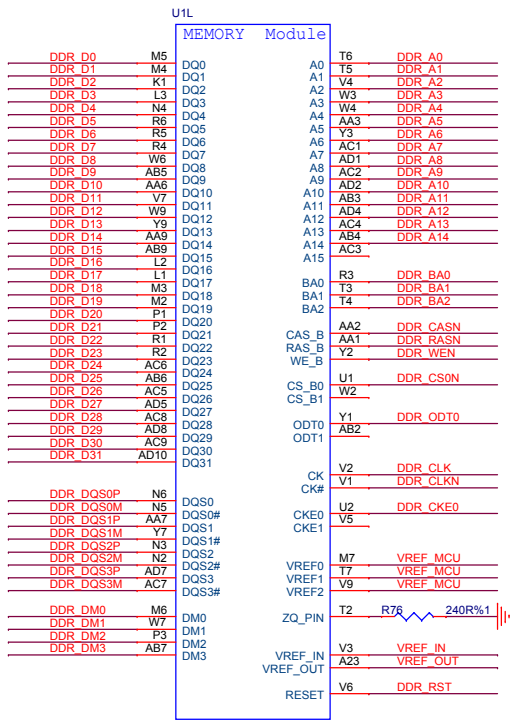 U1L
MEMORY Module
DDR_D0 M5 DQ0
DDR_D1 M4 DQ1
DDR_D2 K1 DQ2
DDR_D3 L3 DQ3
DDR_D4 N4 DQ4
DDR_D5 R6 DQ5
DDR_D6 R5 DQ6
DDR_D7 R4 DQ7
DDR_D8 W6 DQ8
DDR_D9 AB5 DQ9
DDR_D10 AA6 DQ10
DDR_D11 V7 DQ11
DDR_D12 W9 DQ12
DDR_D13 Y9 DQ13
DDR_D14 AA9 DQ14
DDR_D15 AB9 DQ15
DDR_D16 L2 DQ16
DDR_D17 L1 DQ17
DDR_D18 M3 DQ18
DDR_D19 M2 DQ19
DDR_D20 P1 DQ20
DDR_D21 P2 DQ21
DDR_D22 R1 DQ22
DDR_D23 R2 DQ23
DDR_D24 AC6 DQ24
DDR_D25 AB6 DQ25
DDR_D26 AC5 DQ26
DDR_D27 AD5 DQ27
DDR_D28 AC8 DQ28
DDR_D29 AD8 DQ29
DDR_D30 AC9 DQ30
DDR_D31 AD10 DQ31
DDR_DQS0P N6 DQS0
DDR_DQS0M N5 DQS0#
DDR_DQS1P AA7 DQS1
DDR_DQS1M Y7 DQS1#
DDR_DQS2P N3 DQS2
DDR_DQS2M N2 DQS2#
DDR_DQS3P AD7 DQS3
DDR_DQS3M AC7 DQS3#
DDR_DM0 M6 DM0
DDR_DM1 W7 DM1
DDR_DM2 P3 DM2
DDR_DM3 AB7 DM3
A0 T6 DDR_A0
A1 T5 DDR_A1
A2 V4 DDR_A2
A3 W3 DDR_A3
A4 W4 DDR_A4
A5 AA3 DDR_A5
A6 Y3 DDR_A6
A7 AC1 DDR_A7
A8 AD1 DDR_A8
A9 AC2 DDR_A9
A10 AD2 DDR_A10
A11 AB3 DDR_A11
A12 AD4 DDR_A12
A13 AC4 DDR_A13
A14 AB4 DDR_A14
A15 AC3
BA0 R3 DDR_BA0
BA1 T3 DDR_BA1
BA2 T4 DDR_BA2
CAS_B AA2 DDR_CASN
RAS_B AA1 DDR_RASN
WE_B Y2 DDR_WEN
CS_B0 U1 DDR_CS0N
CS_B1 W2
ODT0 Y1 DDR_ODT0
ODT1 AB2
CK V2 DDR_CLK
CK# V1 DDR_CLKN
CKE0 U2 DDR_CKE0
CKE1 V5
VREF0 M7 VREF_MCU
VREF1 T7 VREF_MCU
VREF2 V9 VREF_MCU
ZQ_PIN T2 R76 240R%1
VREF_IN V3 VREF_IN
VREF_OUT A23 VREF_OUT
RESET V6 DDR_RST